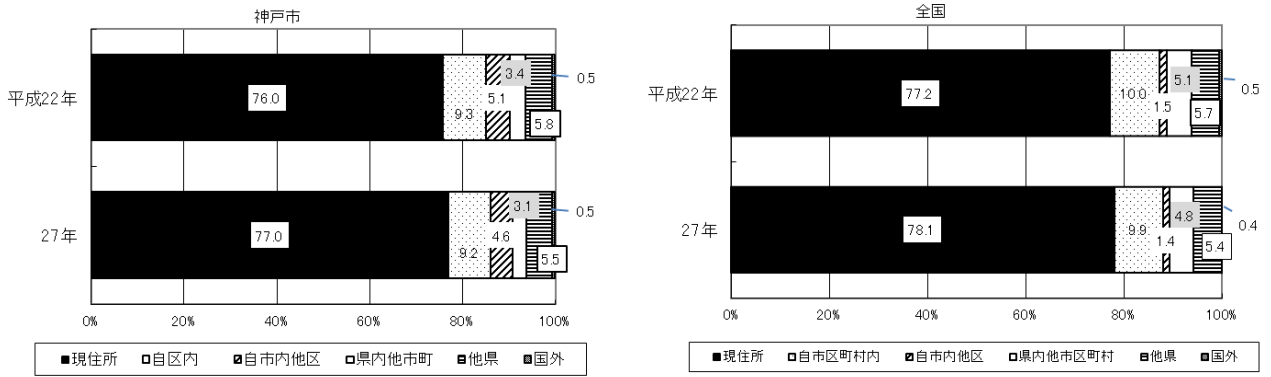 神戸市
平成22年
76.0
9.3
5.1
3.4
5.8
0.5
27年
77.0
9.2
4.6
3.1
5.5
0.5
0% 20% 40% 60% 80% 100%
■現住所 □自区内 ▨自市内他区 □県内他市町 ▤他県 ▩国外
全国
平成22年
77.2
10.0
1.5
5.1
5.7
0.5
27年
78.1
9.9
1.4
4.8
5.4
0.4
0% 20% 40% 60% 80% 100%
■現住所 □自市区町村内 ▨自市内他区 □県内他市区町村 ▤他県 ▩国外